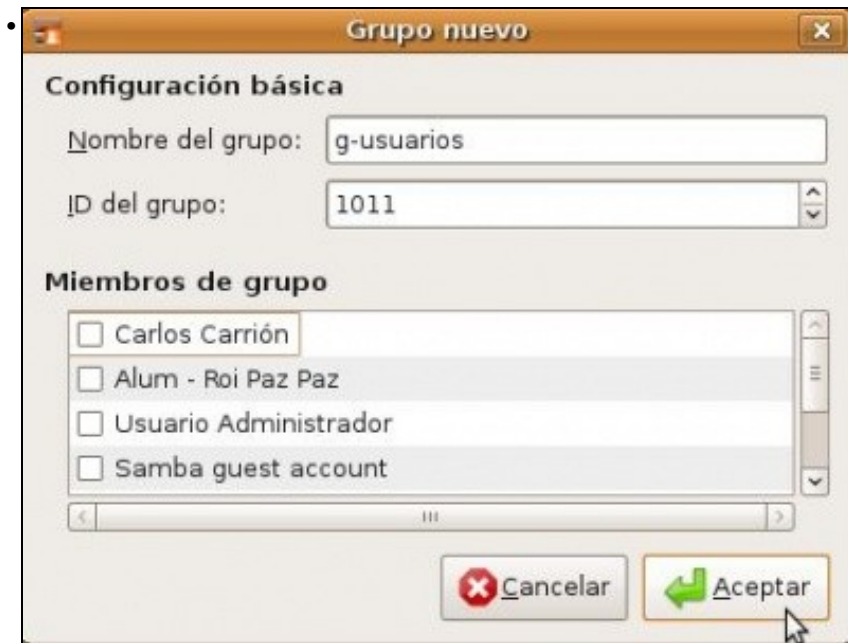 Grupo nuevo
Configuración básica
Nombre del grupo: g-usuarios
ID del grupo: 1011
Miembros de grupo
Carlos Carrión
Alum - Roi Paz Paz
Usuario Administrador
Samba guest account
Cancelar Aceptar